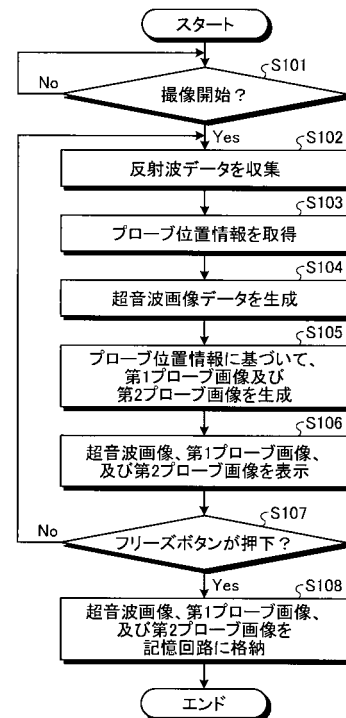 スタート
S101
撮像開始？
No
Yes
S102
反射波データを収集
S103
プローブ位置情報を取得
S104
超音波画像データを生成
S105
プローブ位置情報に基づいて、
第1プローブ画像及び
第2プローブ画像を生成
S106
超音波画像、第1プローブ画像、
及び第2プローブ画像を表示
S107
フリーズボタンが押下？
No
Yes
S108
超音波画像、第1プローブ画像、
及び第2プローブ画像を
記憶回路に格納
エンド